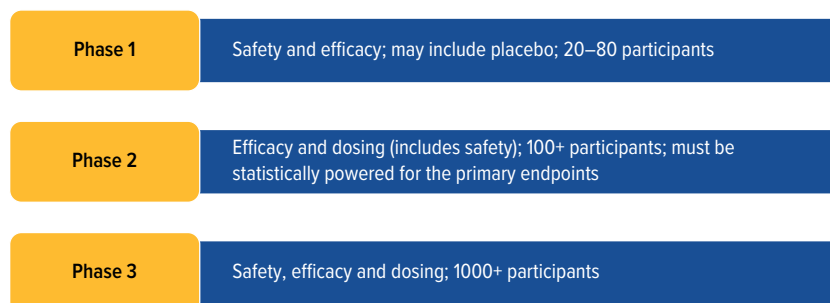 Phase 1
Safety and efficacy; may include placebo; 20–80 participants
Phase 2
Efficacy and dosing (includes safety); 100+ participants; must be
statistically powered for the primary endpoints
Phase 3
Safety, efficacy and dosing; 1000+ participants